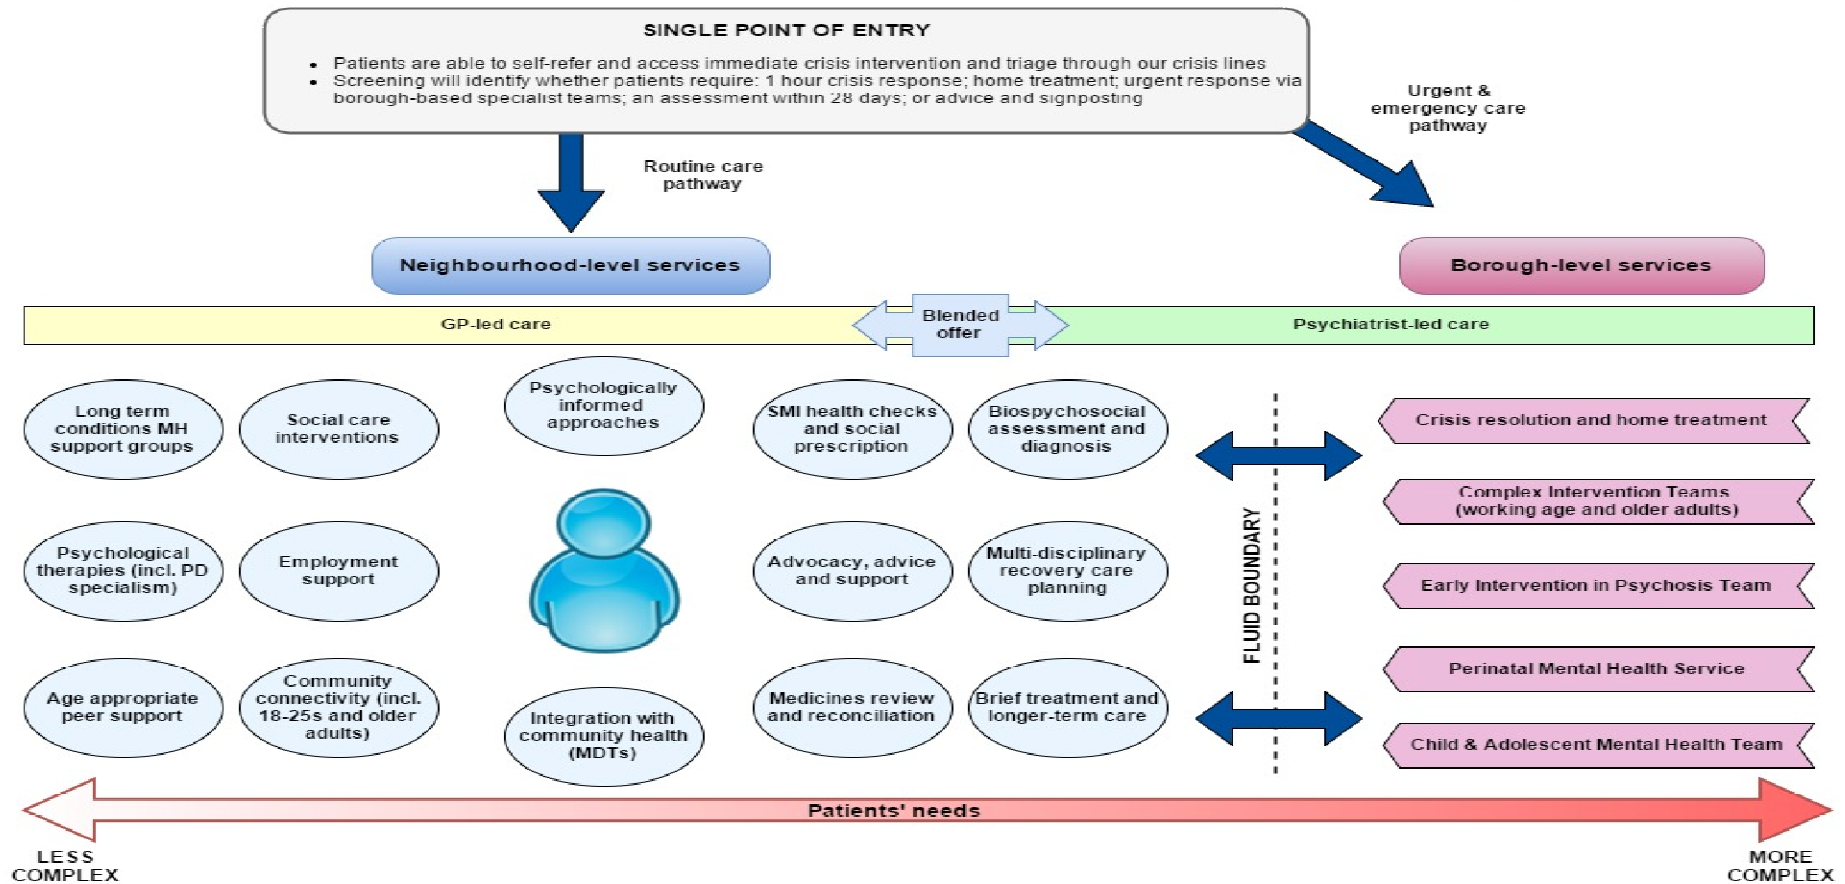 SINGLE POINT OF ENTRY
• Patients are able to self-refer and access immediate crisis intervention and triage through our crisis lines
• Screening will identify whether patients require: 1 hour crisis response; home treatment; urgent response via
borough-based specialist teams; an assessment within 28 days; or advice and signposting
Urgent &
emergency care
pathway
Routine care
pathway
Neighbourhood-level services
Borough-level services
GP-led care
Blended
offer
Psychiatrist-led care
Long term
conditions MH
support groups
Social care
interventions
Psychologically
informed
approaches
SMI health checks
and social
prescription
Biospychosocial
assessment and
diagnosis
Crisis resolution and home treatment
Complex Intervention Teams
(working age and older adults)
Psychological
therapies (incl. PD
specialism)
Employment
support
Advocacy, advice
and support
Multi-disciplinary
recovery care
planning
FLUID BOUNDARY
Early Intervention in Psychosis Team
Perinatal Mental Health Service
Age appropriate
peer support
Community
connectivity (incl.
18-25s and older
adults)
Integration with
community health
(MDTs)
Medicines review
and reconciliation
Brief treatment and
longer-term care
Child & Adolescent Mental Health Team
Patients' needs
LESS
COMPLEX
MORE
COMPLEX